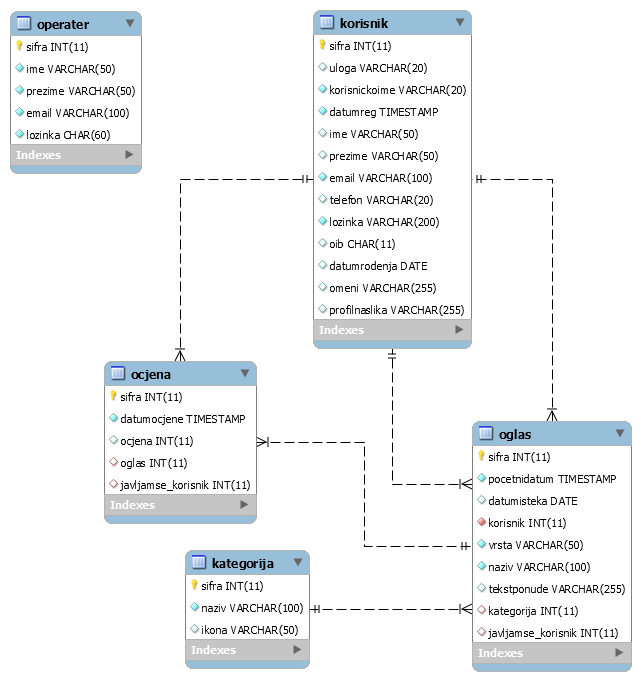 operater
sifra INT(11)
ime VARCHAR(50)
prezime VARCHAR(50)
email VARCHAR(100)
lozinka CHAR(60)
Indexes
korisnik
sifra INT(11)
uloga VARCHAR(20)
korisnickoime VARCHAR(20)
datumreg TIMESTAMP
ime VARCHAR(50)
prezime VARCHAR(50)
email VARCHAR(100)
telefon VARCHAR(20)
lozinka VARCHAR(200)
oib CHAR(11)
datumrodenja DATE
omeni VARCHAR(255)
profilnaslika VARCHAR(255)
Indexes
ocjena
sifra INT(11)
datumocjene TIMESTAMP
ocjena INT(11)
oglas INT(11)
javljamse_korisnik INT(11)
Indexes
oglas
sifra INT(11)
pocetnidatum TIMESTAMP
datumisteka DATE
korisnik INT(11)
vrsta VARCHAR(50)
naziv VARCHAR(100)
tekstponude VARCHAR(255)
kategorija INT(11)
javljamse_korisnik INT(11)
Indexes
kategorija
sifra INT(11)
naziv VARCHAR(100)
ikona VARCHAR(50)
Indexes